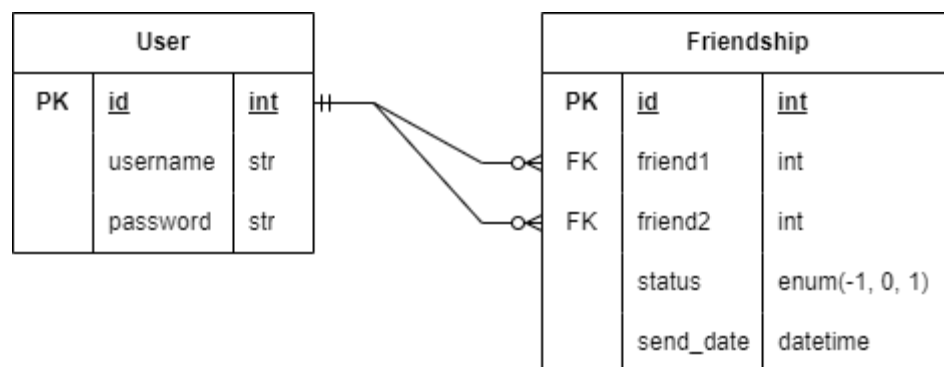 User
PK id int
username str
password str
Friendship
PK id int
FK friend1 int
FK friend2 int
status enum(-1, 0, 1)
send_date datetime